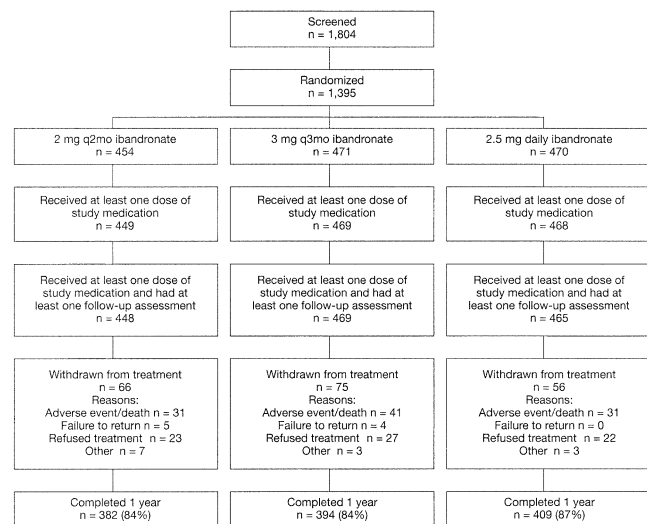 Screened
n = 1,804
Randomized
n = 1,395
2 mg q2mo ibandronate
n = 454
3 mg q3mo ibandronate
n = 471
2.5 mg daily ibandronate
n = 470
Received at least one dose of
study medication
n = 449
Received at least one dose of
study medication
n = 469
Received at least one dose of
study medication
n = 468
Received at least one dose of
study medication and had at
least one follow-up assessment
n = 448
Received at least one dose of
study medication and had at
least one follow-up assessment
n = 469
Received at least one dose of
study medication and had at
least one follow-up assessment
n = 465
Withdrawn from treatment
n = 66
Reasons:
Adverse event/death n = 31
Failure to return n = 5
Refused treatment n = 23
Other n = 7
Withdrawn from treatment
n = 75
Reasons:
Adverse event/death n = 41
Failure to return n = 4
Refused treatment n = 27
Other n = 3
Withdrawn from treatment
n = 56
Reasons:
Adverse event/death n = 31
Failure to return n = 0
Refused treatment n = 22
Other n = 3
Completed 1 year
n = 382 (84%)
Completed 1 year
n = 394 (84%)
Completed 1 year
n = 409 (87%)